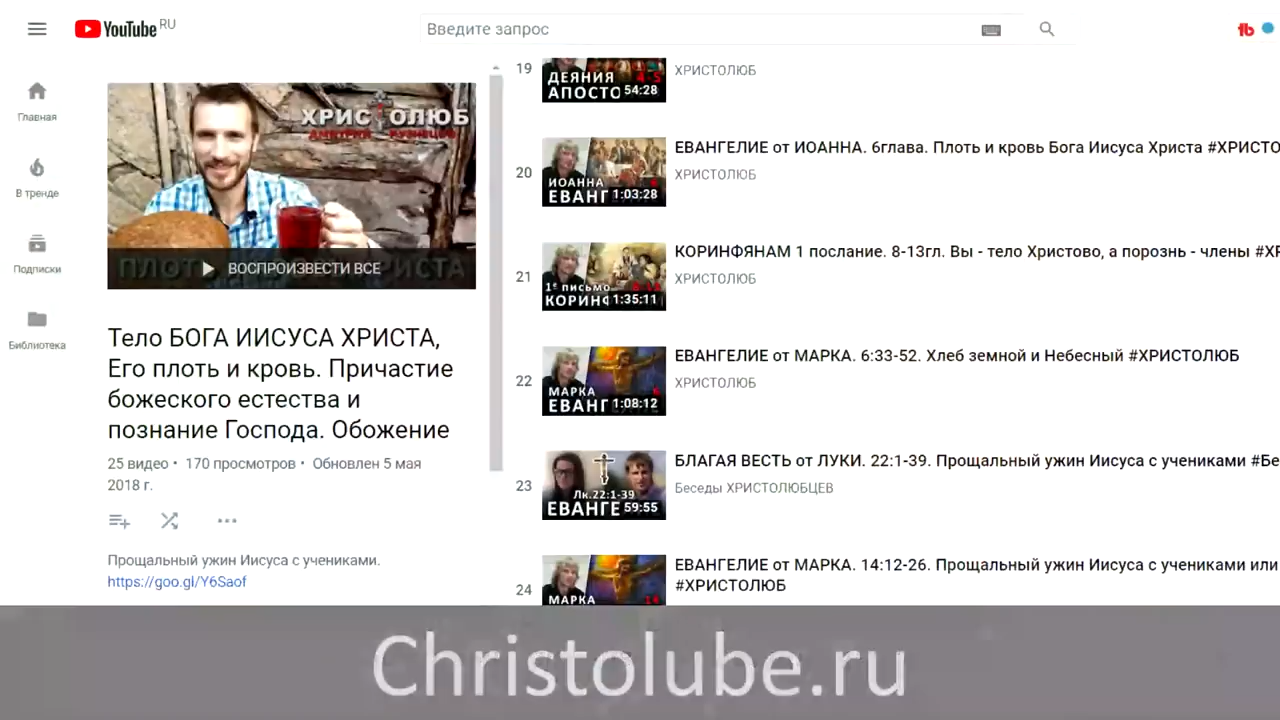 YouTube RU
Введите запрос
Главная
В тренде
Подписки
Библиотека
ХРИСТОЛЮБ
ДМИТРИЙ КУЗНЕЦОВ
ВОСПРОИЗВЕСТИ ВСЕ
Тело БОГА ИИСУСА ХРИСТА,
Его плоть и кровь. Причастие
божеского естества и
познание Господа. Обожение
25 видео • 170 просмотров • Обновлен 5 мая
2018 г.
Прощальный ужин Иисуса с учениками.
https://goo.gl/Y6Saof
19
ДЕЯНИЯ 4-5
АПОСТО 54:28
ХРИСТОЛЮБ
20
ИОАННА 6
ЕВАНГ 1:03:28
ЕВАНГЕЛИЕ от ИОАННА. 6глава. Плоть и кровь Бога Иисуса Христа #ХРИСТО
ХРИСТОЛЮБ
21
1е письмо
КОРИНФ 1:35:11
КОРИНФЯНАМ 1 послание. 8-13гл. Вы - тело Христово, а порознь - члены #ХР
ХРИСТОЛЮБ
22
МАРКА 6
ЕВАНГ 1:08:12
ЕВАНГЕЛИЕ от МАРКА. 6:33-52. Хлеб земной и Небесный #ХРИСТОЛЮБ
ХРИСТОЛЮБ
23
Лк.22:1-39
ЕВАНГЕ 59:55
БЛАГАЯ ВЕСТЬ от ЛУКИ. 22:1-39. Прощальный ужин Иисуса с учениками #Бе
Беседы ХРИСТОЛЮБЦЕВ
24
МАРКА 14
ЕВАНГЕЛИЕ от МАРКА. 14:12-26. Прощальный ужин Иисуса с учениками или
#ХРИСТОЛЮБ
Christolube.ru